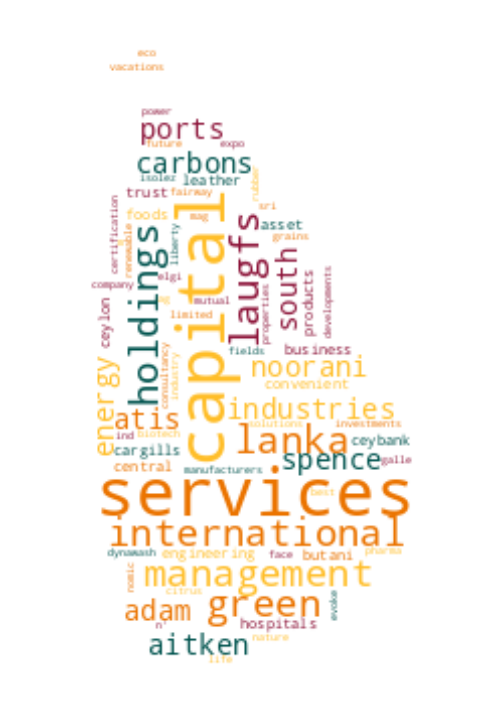 eco
vacations
power
ports
future
expo
carbons
isolez
leather
rubber
trust
fairway
certification
foods
mag
capital
sri
renewable
holdings
liberty
laugfs
asset
south
grains
elgi
company
products
developments
ceylon
mutual
properties
limited
fields
business
energy
consultancy
industry
noorani
convenient
atis
industries
solutions
investments
ind
biotech
lanka
ceybank
cargills
spence
galle
central
manufacturers
services
best
international
dynawash
engineering
face
butani
pharma
nomic
management
citrus
adam
green
evoke
n'
hospitals
aitken
nature
life